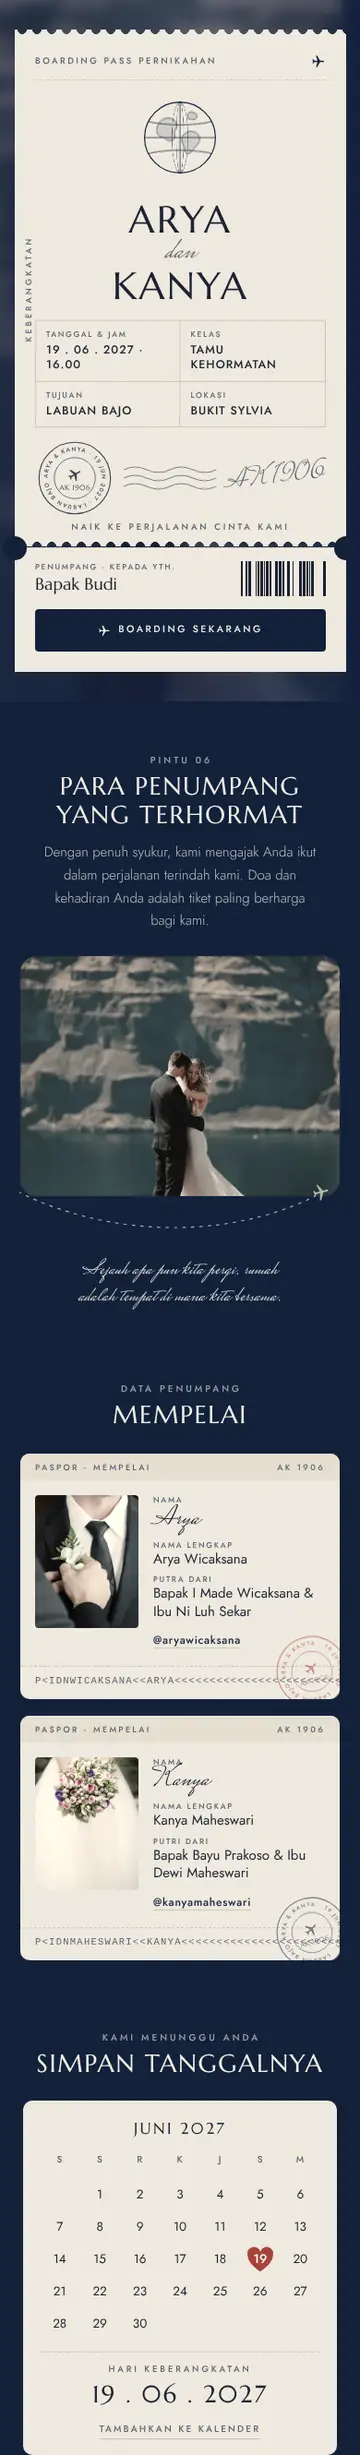 BOARDING PASS PERNIKAHAN
KEBERANGKATAN
ARYA
dan
KANYA
TANGGAL & JAM
19 . 06 . 2027 ·
16.00
KELAS
TAMU
KEHORMATAN
TUJUAN
LABUAN BAJO
LOKASI
BUKIT SYLVIA
ARYA & KANYA · 19 JUN 2027 · LABUAN BAJO
AK 1906
AK1906
NAIK KE PERJALANAN CINTA KAMI
PENUMPANG · KEPADA YTH.
Bapak Budi
BOARDING SEKARANG
PINTU 06
PARA PENUMPANG
YANG TERHORMAT
Dengan penuh syukur, kami mengajak Anda ikut
dalam perjalanan terindah kami. Doa dan
kehadiran Anda adalah tiket paling berharga
bagi kami.
Sejauh apa pun kita pergi, rumah
adalah tempat di mana kita bersama.
DATA PENUMPANG
MEMPELAI
PASPOR · MEMPELAI
AK 1906
NAMA
Arya
NAMA LENGKAP
Arya Wicaksana
PUTRA DARI
Bapak I Made Wicaksana &
Ibu Ni Luh Sekar
@aryawicaksana
P<IDNWICAKSANA<<ARYA<<<<<<<<<<<<<<<<<
PASPOR · MEMPELAI
AK 1906
NAMA
Kanya
NAMA LENGKAP
Kanya Maheswari
PUTRI DARI
Bapak Bayu Prakoso & Ibu
Dewi Maheswari
@kanyamaheswari
P<IDNMAHESWARI<<KANYA<<<<<<<<<<<<<<<<
KAMI MENUNGGU ANDA
SIMPAN TANGGALNYA
JUNI 2027
S S R K J S M
1 2 3 4 5 6
7 8 9 10 11 12 13
14 15 16 17 18 19 20
21 22 23 24 25 26 27
28 29 30
HARI KEBERANGKATAN
19 . 06 . 2027
TAMBAHKAN KE KALENDER